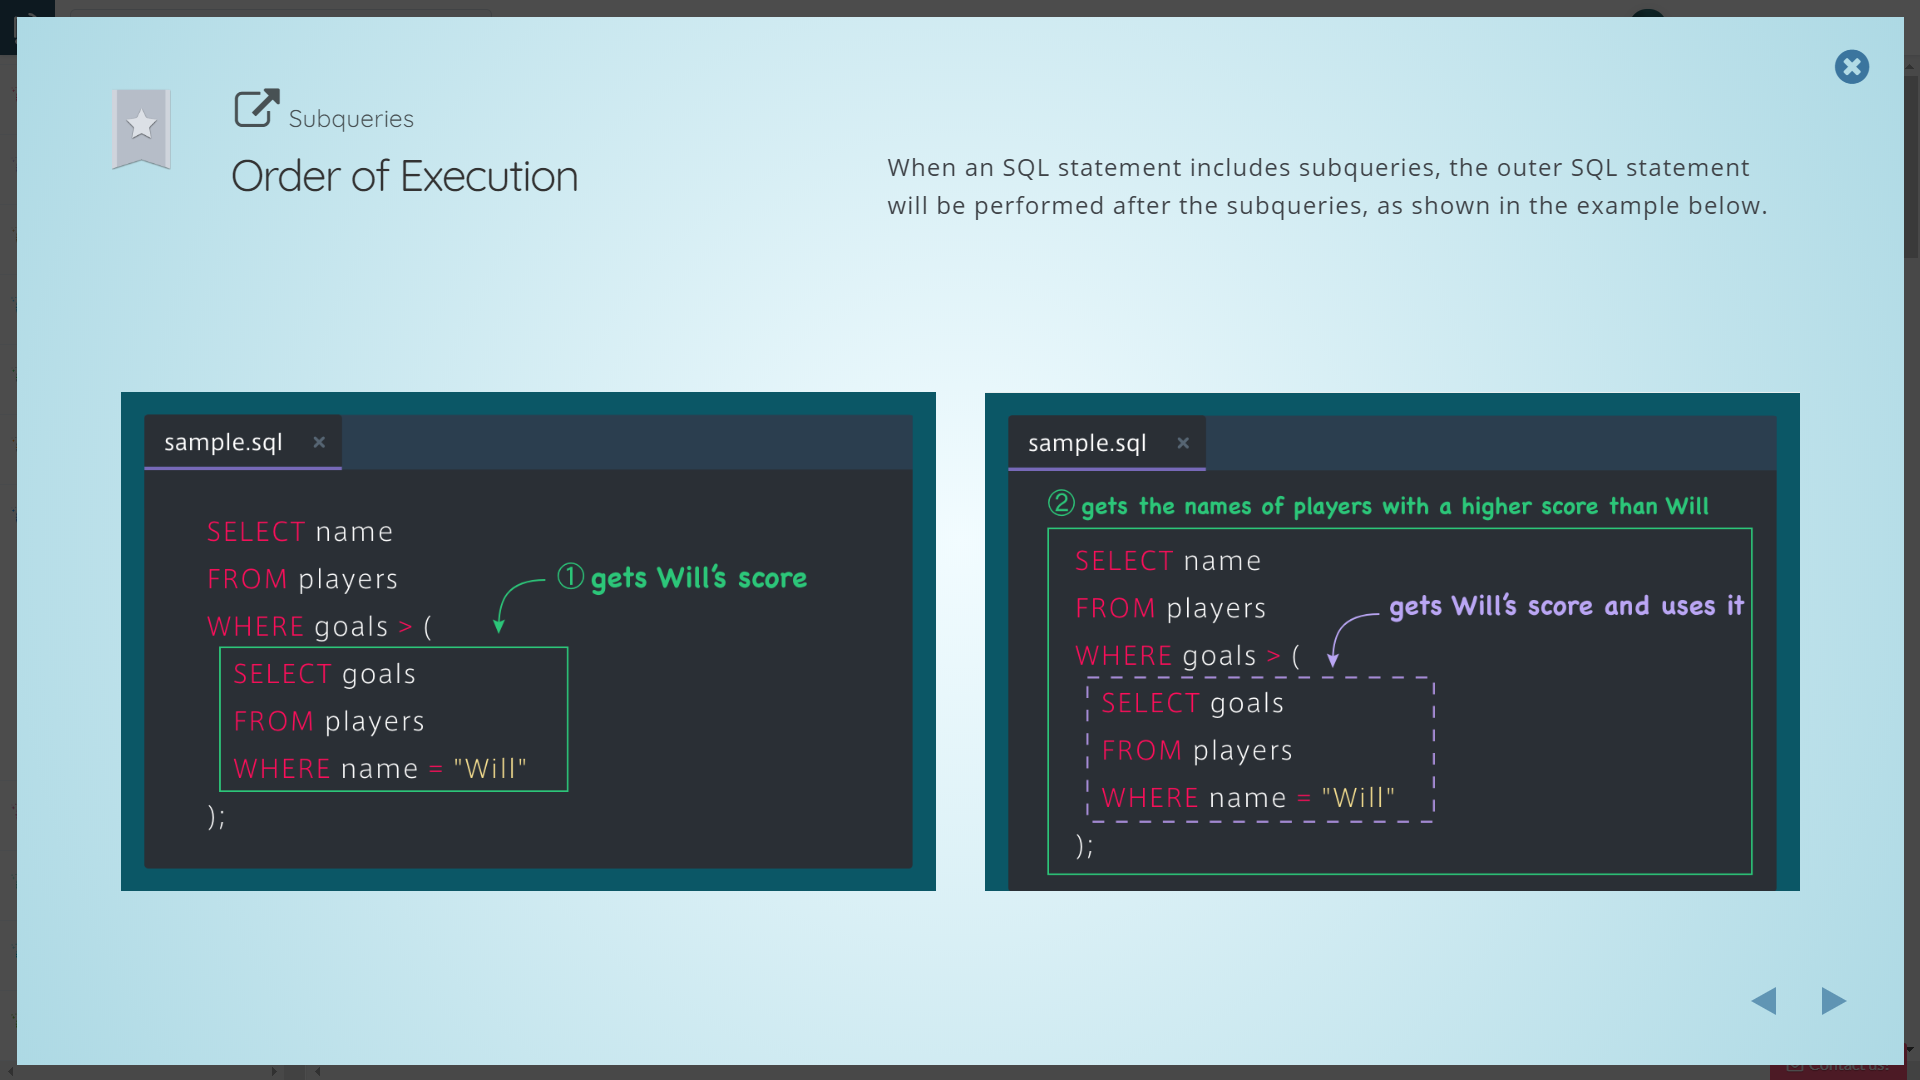 Subqueries
Order of Execution
When an SQL statement includes subqueries, the outer SQL statement
will be performed after the subqueries, as shown in the example below.
sample.sql ×
SELECT name
FROM players
① gets Will's score
WHERE goals > (
SELECT goals
FROM players
WHERE name = "Will"
);
sample.sql ×
② gets the names of players with a higher score than Will
SELECT name
FROM players
gets Will's score and uses it
WHERE goals > (
SELECT goals
FROM players
WHERE name = "Will"
);
Contact us!